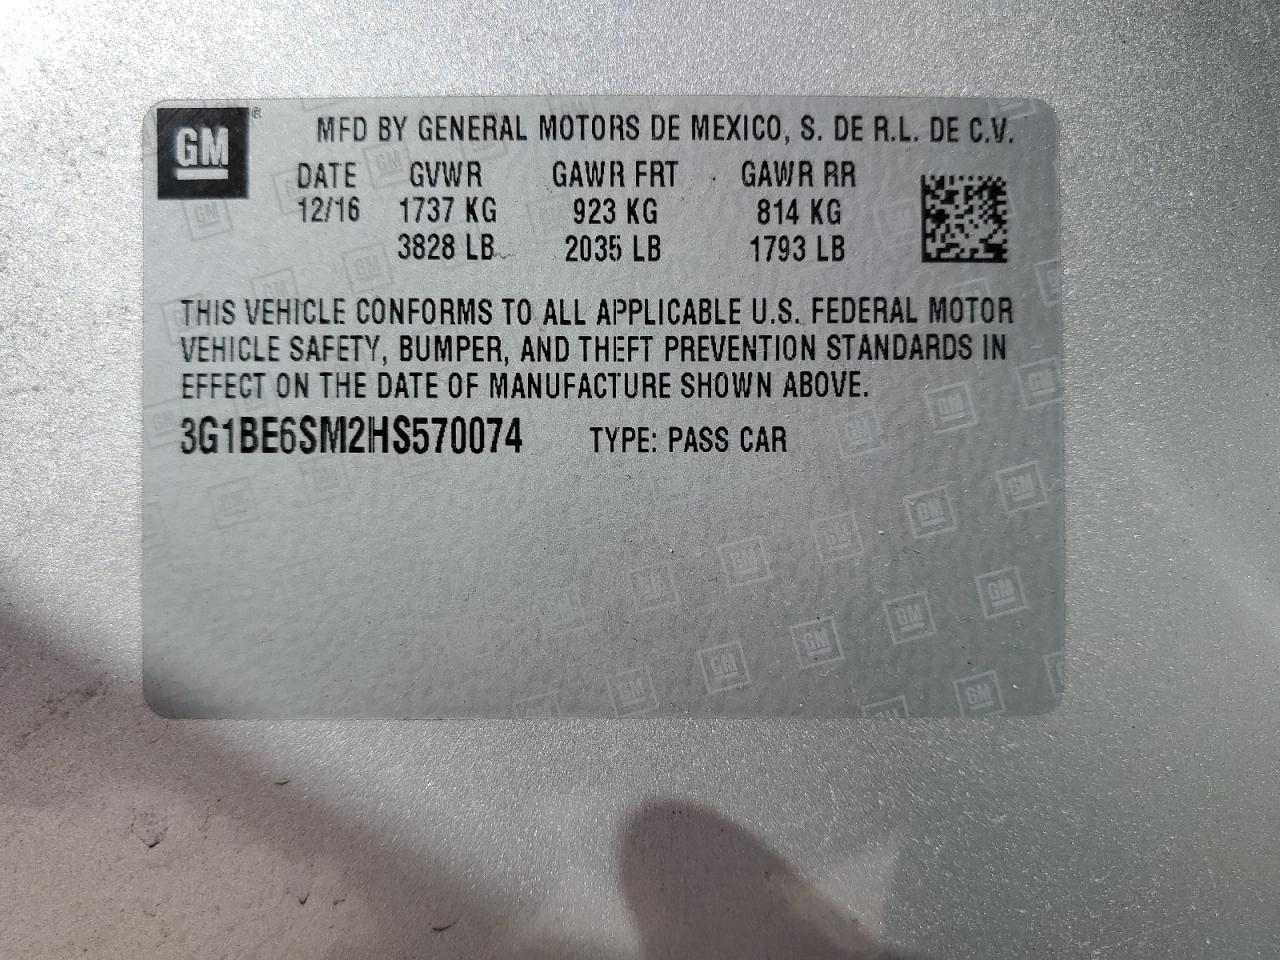 GM®
MFD BY GENERAL MOTORS DE MEXICO, S. DE R.L. DE C.V.
DATE GVWR GAWR FRT GAWR RR
12/16 1737 KG 923 KG 814 KG
3828 LB 2035 LB 1793 LB
THIS VEHICLE CONFORMS TO ALL APPLICABLE U.S. FEDERAL MOTOR
VEHICLE SAFETY, BUMPER, AND THEFT PREVENTION STANDARDS IN
EFFECT ON THE DATE OF MANUFACTURE SHOWN ABOVE.
3G1BE6SM2HS570074 TYPE: PASS CAR